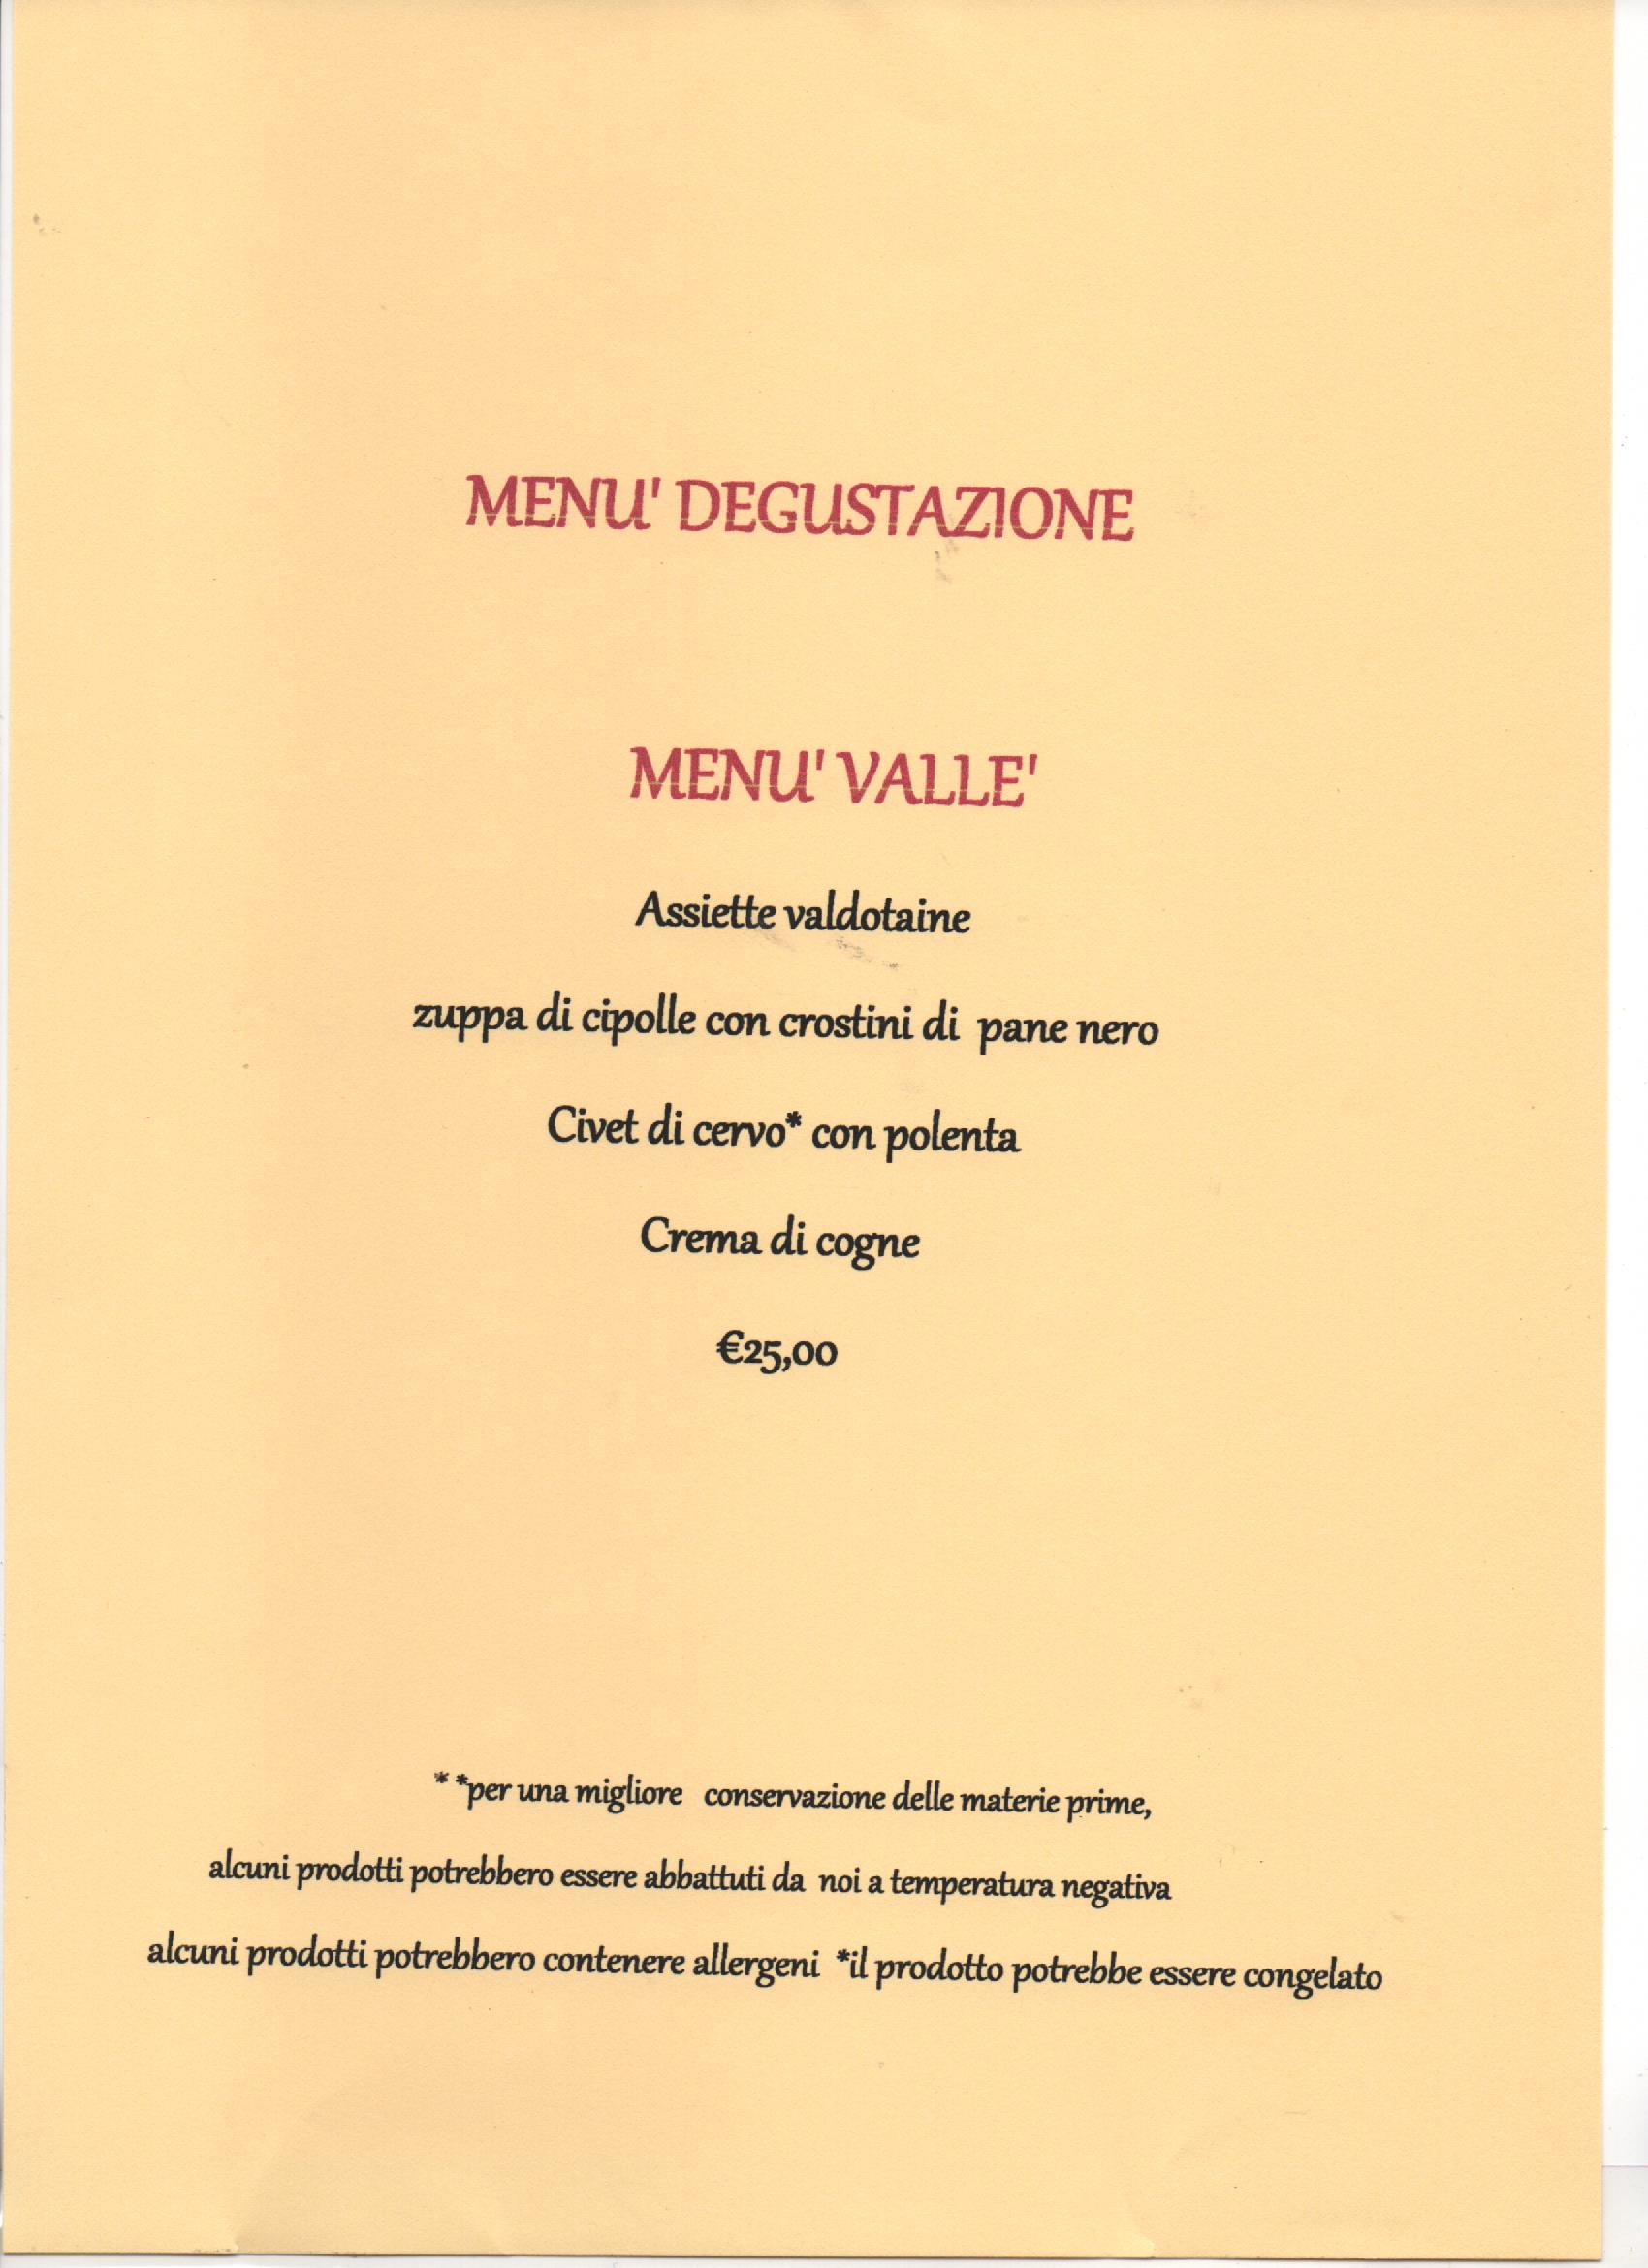 MENU' DEGUSTAZIONE
MENU' VALLE'
Assiette valdotaine
zuppa di cipolle con crostini di pane nero
Civet di cervo* con polenta
Crema di cogne
€25,00
* *per una migliore conservazione delle materie prime,
alcuni prodotti potrebbero essere abbattuti da noi a temperatura negativa
alcuni prodotti potrebbero contenere allergeni *il prodotto potrebbe essere congelato